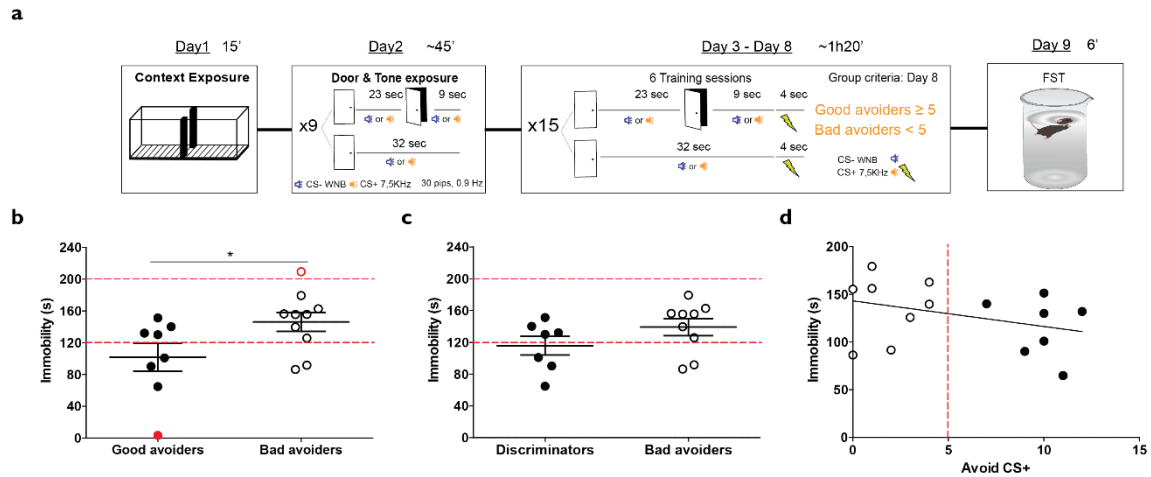 a
Day1 15’
Context Exposure
Day2 ~45’
Door & Tone exposure
23 sec 9 sec
or or
x9
32 sec
or
CS- WNB CS+ 7,5KHz 30 pips, 0.9 Hz
Day 3 - Day 8 ~1h20’
6 Training sessions Group criteria: Day 8
23 sec 9 sec 4 sec
or or
x15
32 sec 4 sec
or
Good avoiders ≥ 5
Bad avoiders < 5
CS- WNB
CS+ 7,5KHz
Day 9 6’
FST
b
*
Immobility (s)
240
200
160
120
80
40
0
Good avoiders Bad avoiders
c
Immobility (s)
240
200
160
120
80
40
0
Discriminators Bad avoiders
d
Immobility (s)
200
150
100
50
0
0 5 10 15
Avoid CS+